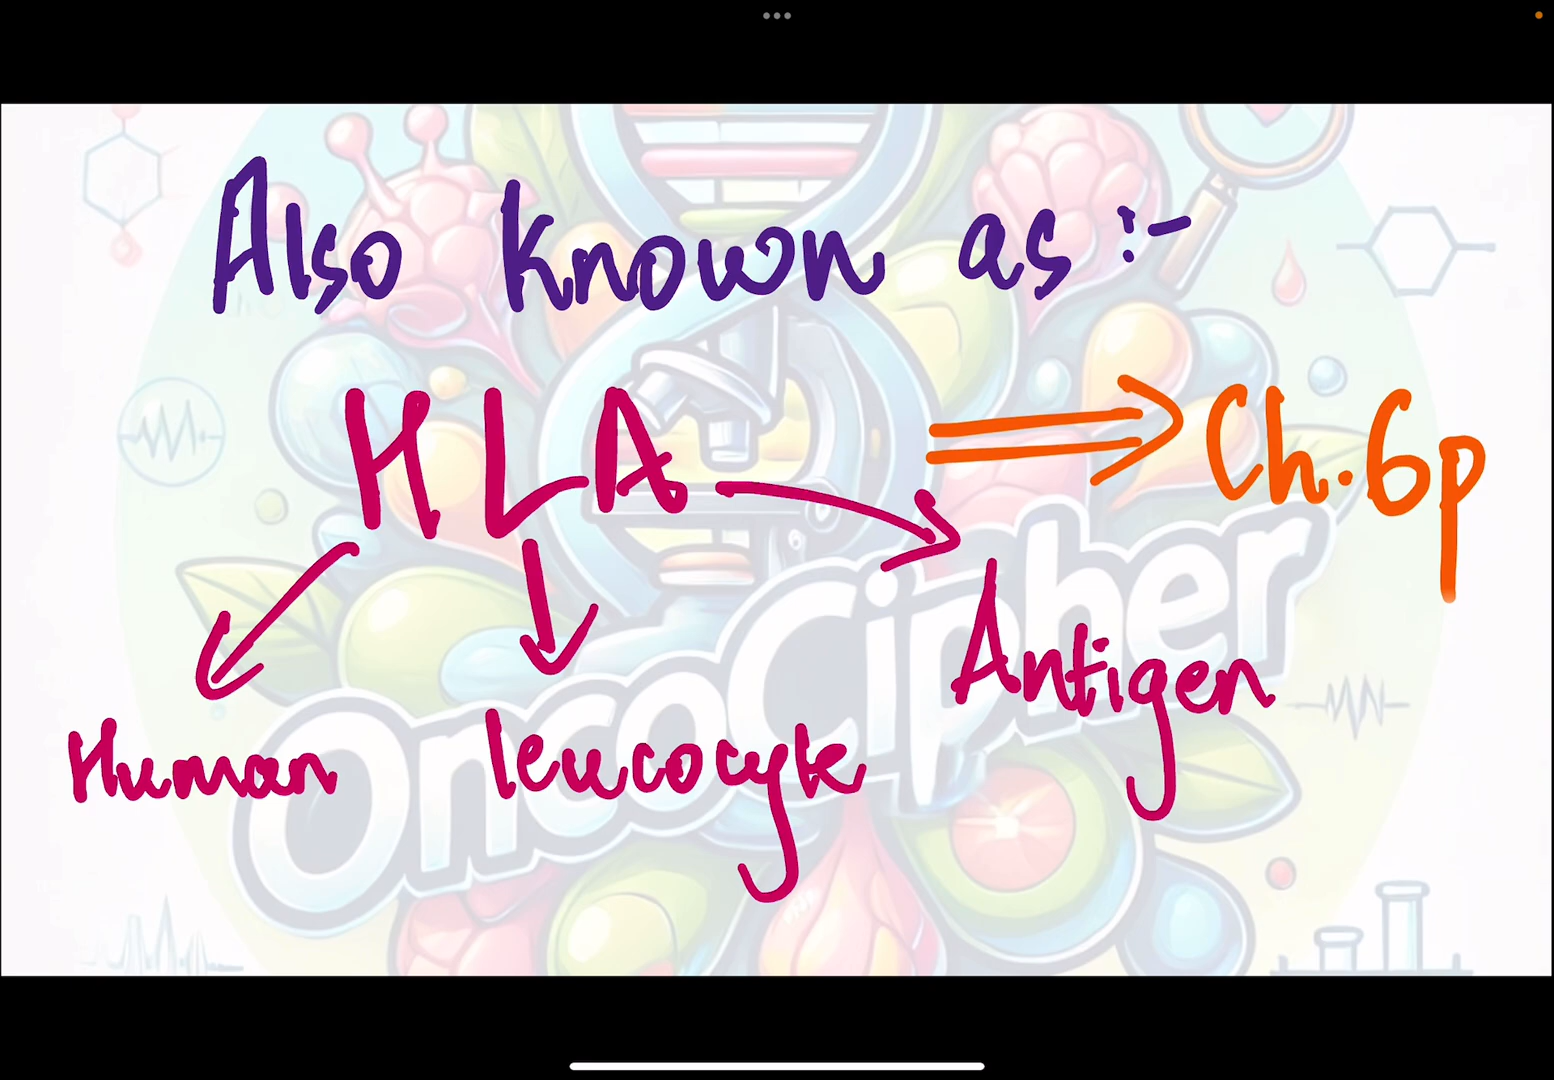 Also known as :-
HLA => Ch.6p
Human leucocyte Antigen
OncoCipher